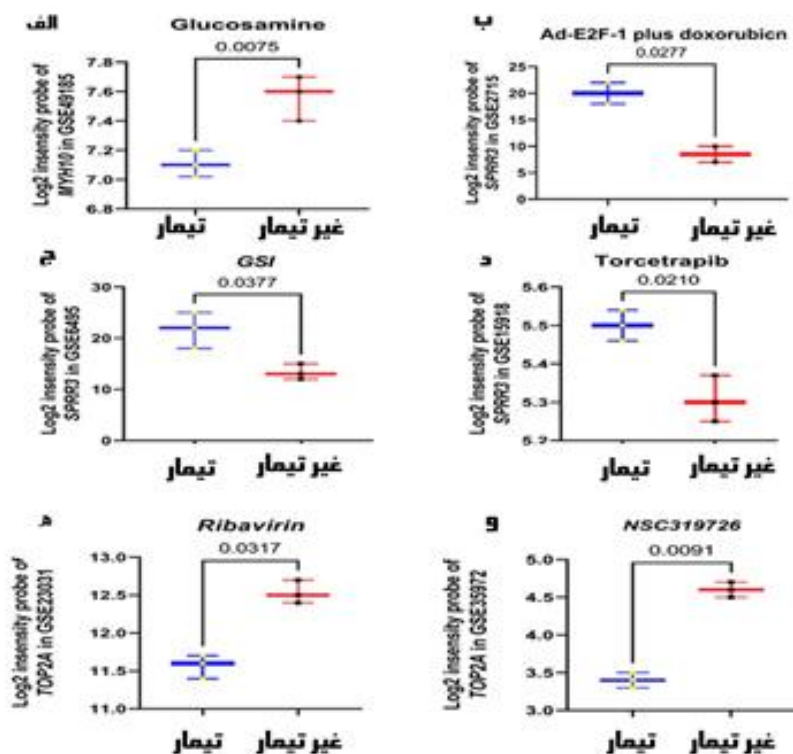 الف
Glucosamine
0.0075
Log2 insensity probe of
MYH10 in GSE49185
7.8
7.6
7.4
7.2
7.0
6.8
تیمار
غیر تیمار
ب
Ad-E2F-1 plus doxorubicn
0.0277
Log2 insensity probe of
SPRR3 in GSE2715
25
20
15
10
5
0
تیمار
غیر تیمار
ج
GSI
0.0377
Log2 insensity probe of
SPRR3 in GSE6495
30
20
10
0
تیمار
غیر تیمار
د
Torcetrapib
0.0210
Log2 insensity probe of
SPRR3 in GSE15918
5.6
5.5
5.4
5.3
5.2
تیمار
غیر تیمار
Ribavirin
0.0317
Log2 insensity probe of
TOP2A in GSE23031
13.0
12.5
12.0
11.5
11.0
تیمار
غیر تیمار
و
NSC319726
0.0091
Log2 insensity probe of
TOP2A in GSE35972
5.0
4.5
4.0
3.5
3.0
تیمار
غیر تیمار